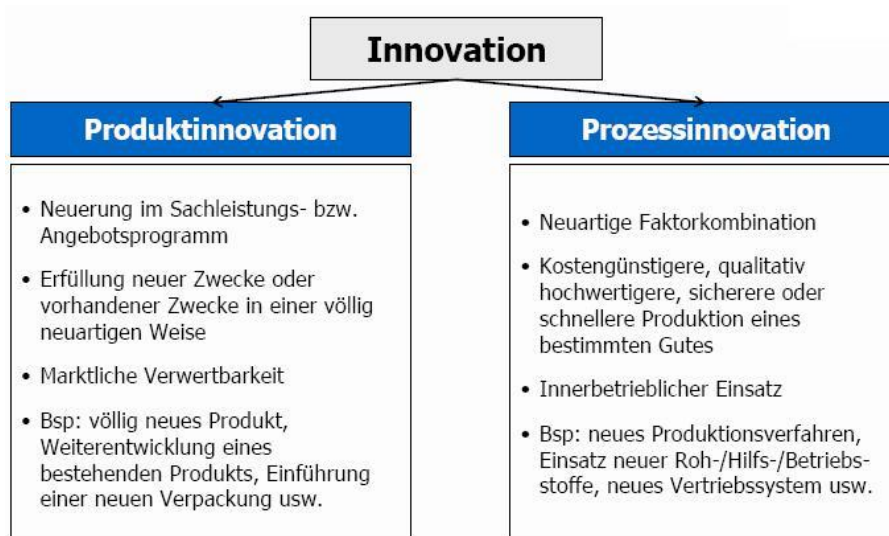 Innovation
Produktinnovation
• Neuerung im Sachleistungs- bzw.
Angebotsprogramm
• Erfüllung neuer Zwecke oder
vorhandener Zwecke in einer völlig
neuartigen Weise
• Marktliche Verwertbarkeit
• Bsp: völlig neues Produkt,
Weiterentwicklung eines
bestehenden Produkts, Einführung
einer neuen Verpackung usw.
Prozessinnovation
• Neuartige Faktorkombination
• Kostengünstigere, qualitativ
hochwertigere, sicherere oder
schnellere Produktion eines
bestimmten Gutes
• Innerbetrieblicher Einsatz
• Bsp: neues Produktionsverfahren,
Einsatz neuer Roh-/Hilfs-/Betriebs-
stoffe, neues Vertriebssystem usw.